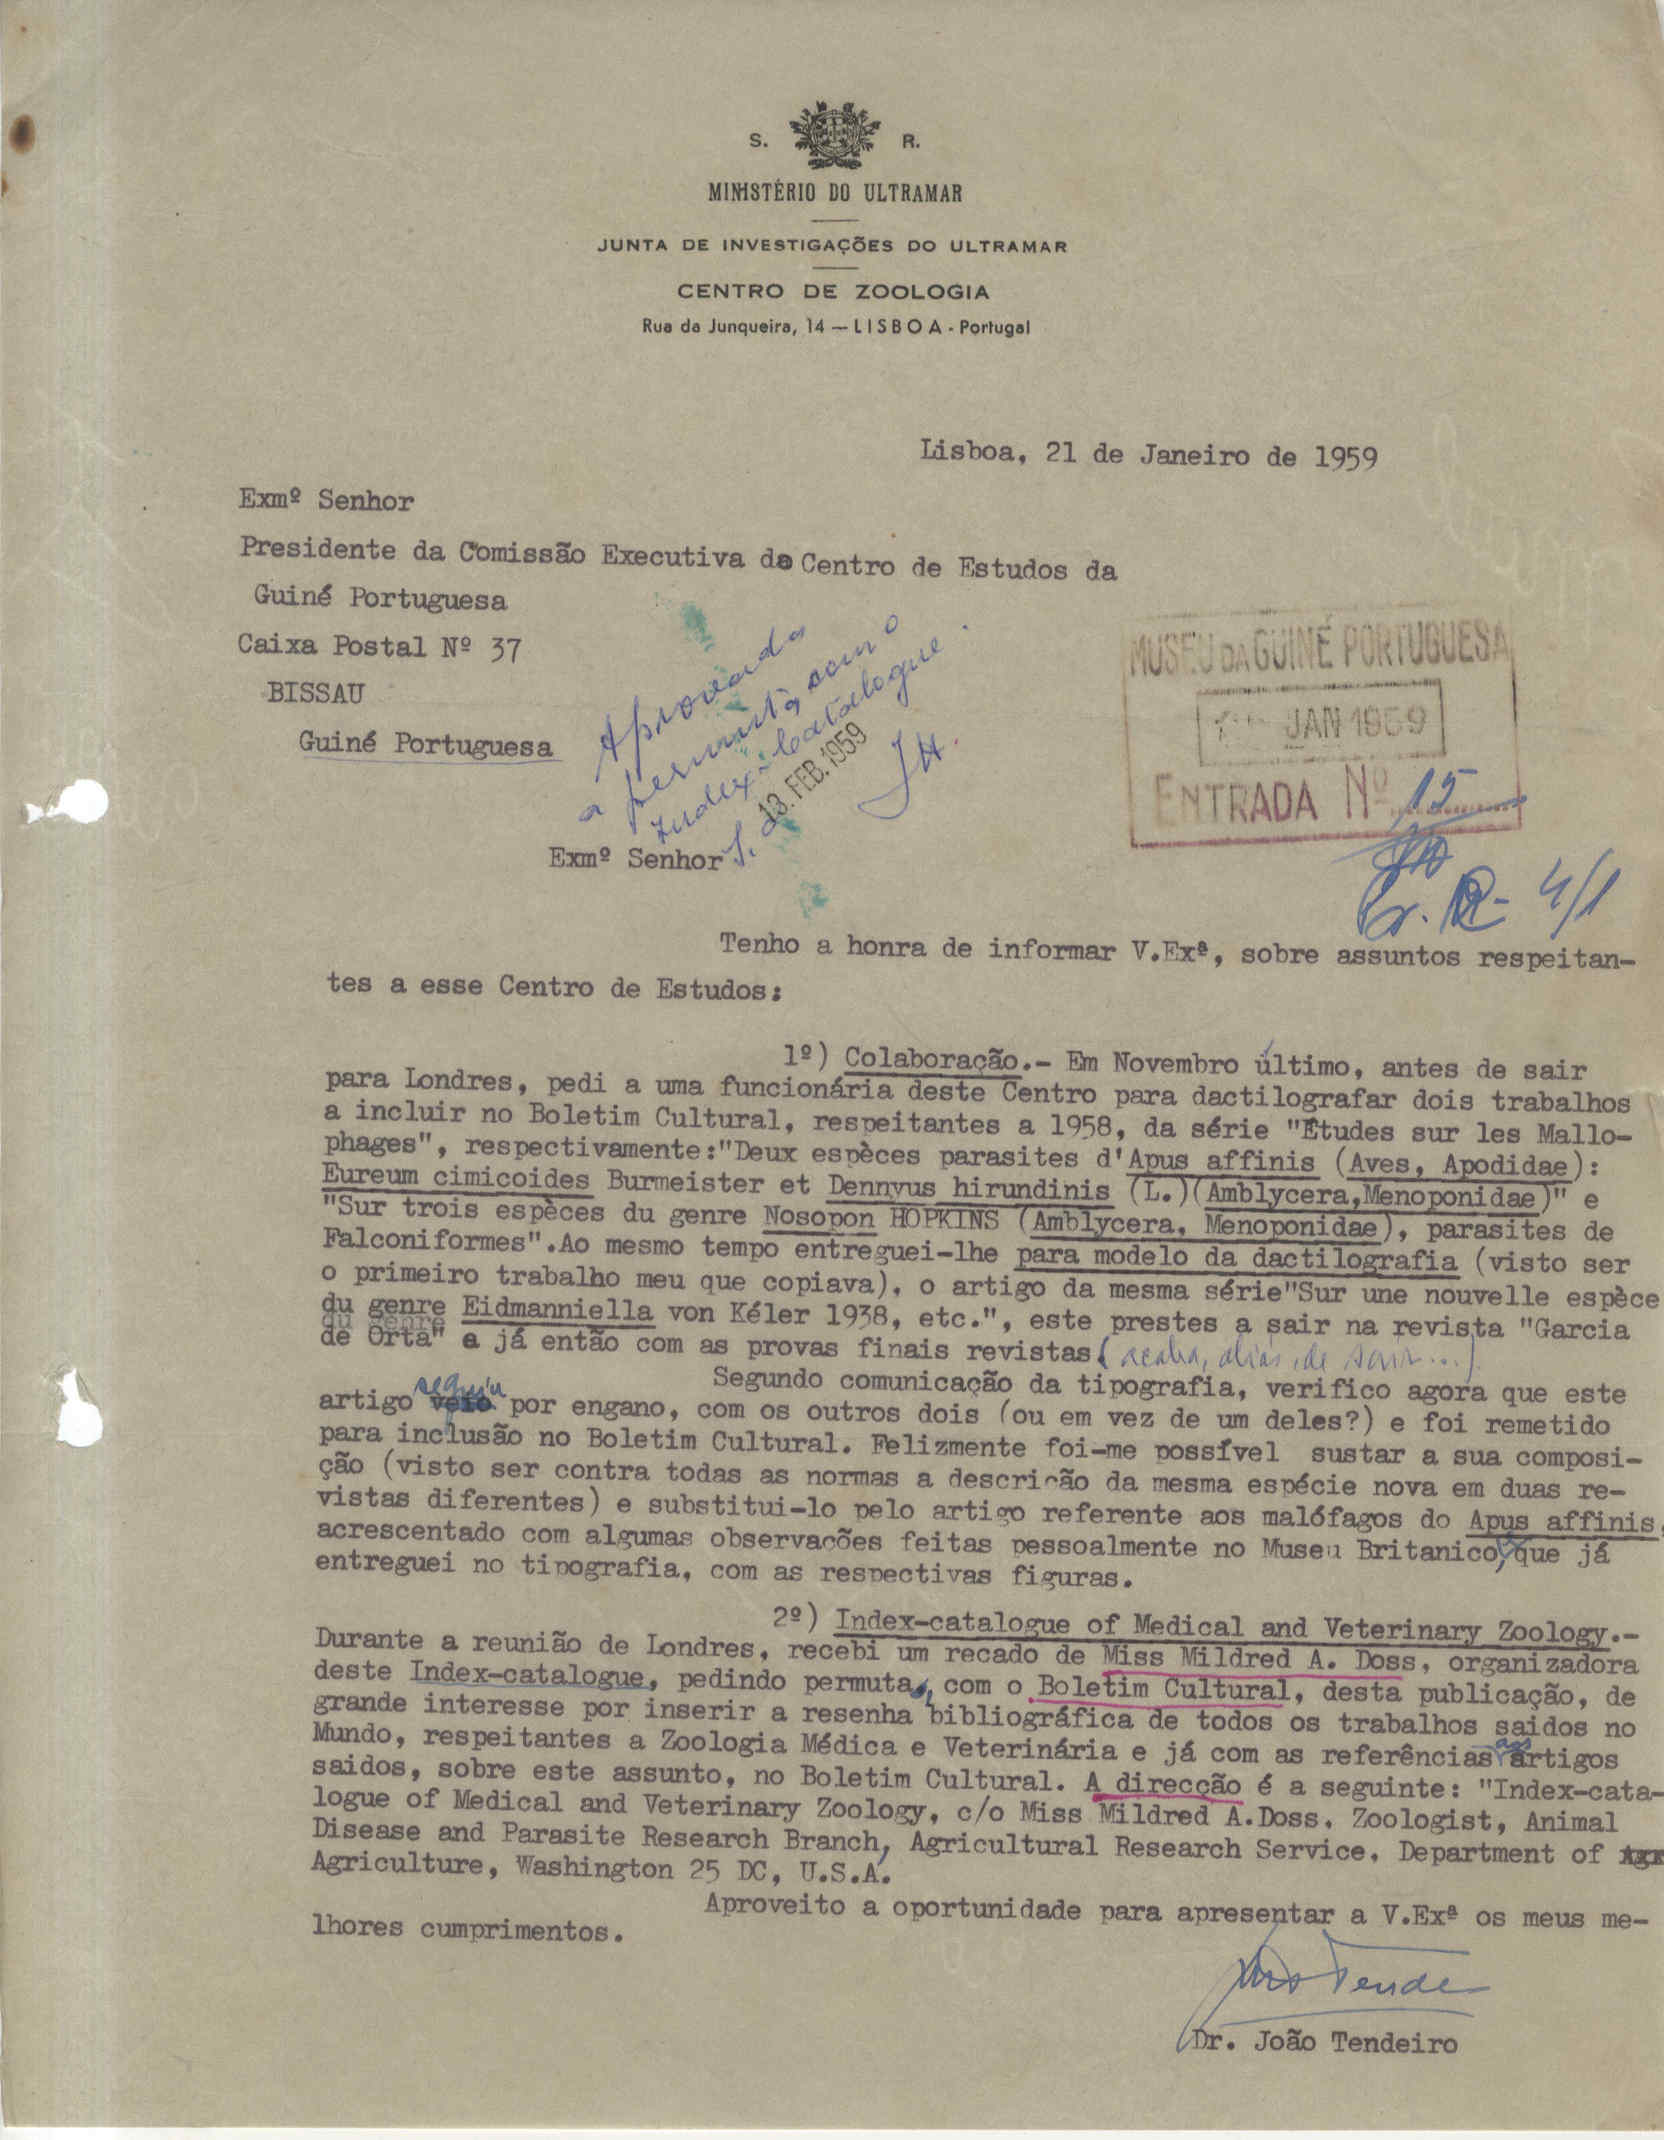 S. R.
MINISTÉRIO DO ULTRAMAR
JUNTA DE INVESTIGAÇÕES DO ULTRAMAR
CENTRO DE ZOOLOGIA
Rua da Junqueira, 14 — LISBOA - Portugal
Lisboa, 21 de Janeiro de 1959
Exmº Senhor
Presidente da Comissão Executiva do Centro de Estudos da
Guiné Portuguesa
Caixa Postal Nº 37
BISSAU
Guiné Portuguesa
Aprovada
a permuta com o
Index-Catalogue.
13. FEB. 1959
MUSEU DA GUINÉ PORTUGUESA
JAN 1959
ENTRADA Nº 15
4/1
Exmº Senhor
Tenho a honra de informar V.Exª, sobre assuntos respeitan-
tes a esse Centro de Estudos:
1º) Colaboração.- Em Novembro último, antes de sair
para Londres, pedi a uma funcionária deste Centro para dactilografar dois trabalhos
a incluir no Boletim Cultural, respeitantes a 1958, da série "Études sur les Mallo-
phages", respectivamente:"Deux espèces parasites d'Apus affinis (Aves, Apodidae):
Eureum cimicoides Burmeister et Dennyus hirundinis (L.)(Amblycera,Menoponidae)" e
"Sur trois espèces du genre Nosopon HOPKINS (Amblycera, Menoponidae), parasites de
Falconiformes".Ao mesmo tempo entreguei-lhe para modelo da dactilografia (visto ser
o primeiro trabalho meu que copiava), o artigo da mesma série"Sur une nouvelle espèce
du genre Eidmanniella von Kéler 1938, etc.", este prestes a sair na revista "Garcia
de Orta" e já então com as provas finais revistas (acaba, aliás, de sair...).
Segundo comunicação da tipografia, verifico agora que este
artigo seguiu por engano, com os outros dois (ou em vez de um deles?) e foi remetido
para inclusão no Boletim Cultural. Felizmente foi-me possível sustar a sua composi-
ção (visto ser contra todas as normas a descrição da mesma espécie nova em duas re-
vistas diferentes) e substitui-lo pelo artigo referente aos malófagos do Apus affinis,
acrescentado com algumas observações feitas pessoalmente no Museu Britanico, que já
entreguei no tipografia, com as respectivas figuras.
2º) Index-catalogue of Medical and Veterinary Zoology.-
Durante a reunião de Londres, recebi um recado de Miss Mildred A. Doss, organizadora
deste Index-catalogue, pedindo permuta, com o Boletim Cultural, desta publicação, de
grande interesse por inserir a resenha bibliográfica de todos os trabalhos saidos no
Mundo, respeitantes a Zoologia Médica e Veterinária e já com as referências aos artigos
saidos, sobre este assunto, no Boletim Cultural. A direcção é a seguinte: "Index-cata-
logue of Medical and Veterinary Zoology, c/o Miss Mildred A.Doss, Zoologist, Animal
Disease and Parasite Research Branch, Agricultural Research Service, Department of
Agriculture, Washington 25 DC, U.S.A.
Aproveito a oportunidade para apresentar a V.Exª os meus me-
lhores cumprimentos.
Dr. João Tendeiro